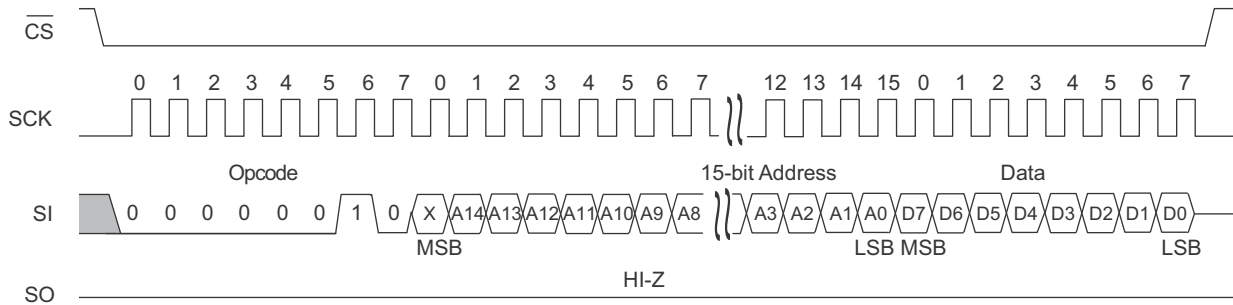 CS
0 1 2 3 4 5 6 7 0 1 2 3 4 5 6 7 12 13 14 15 0 1 2 3 4 5 6 7
SCK
Opcode 15-bit Address Data
SI 0 0 0 0 0 0 1 0 X A14 A13 A12 A11 A10 A9 A8 A3 A2 A1 A0 D7 D6 D5 D4 D3 D2 D1 D0
MSB LSB MSB LSB
HI-Z
SO